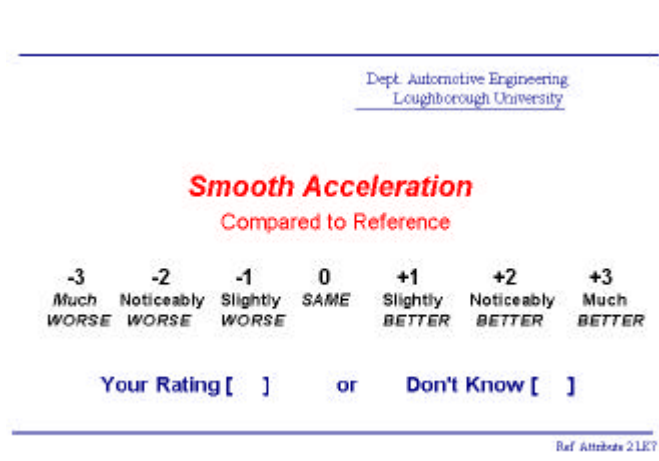 Dept. Automotive Engineering
Loughborough University
Smooth Acceleration
Compared to Reference
-3 -2 -1 0 +1 +2 +3
Much Noticeably Slightly SAME Slightly Noticeably Much
WORSE WORSE WORSE BETTER BETTER BETTER
Your Rating [ ] or Don't Know [ ]
Ref Attribute 2 LK7